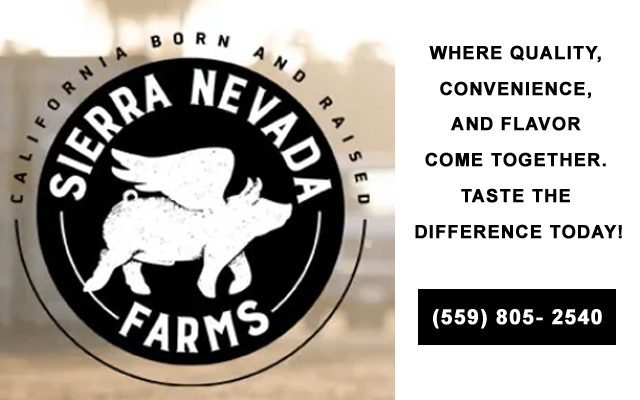 CALIFORNIA BORN AND RAISED
SIERRA NEVADA
FARMS
WHERE QUALITY,
CONVENIENCE,
AND FLAVOR
COME TOGETHER.
TASTE THE
DIFFERENCE TODAY!
(559) 805- 2540